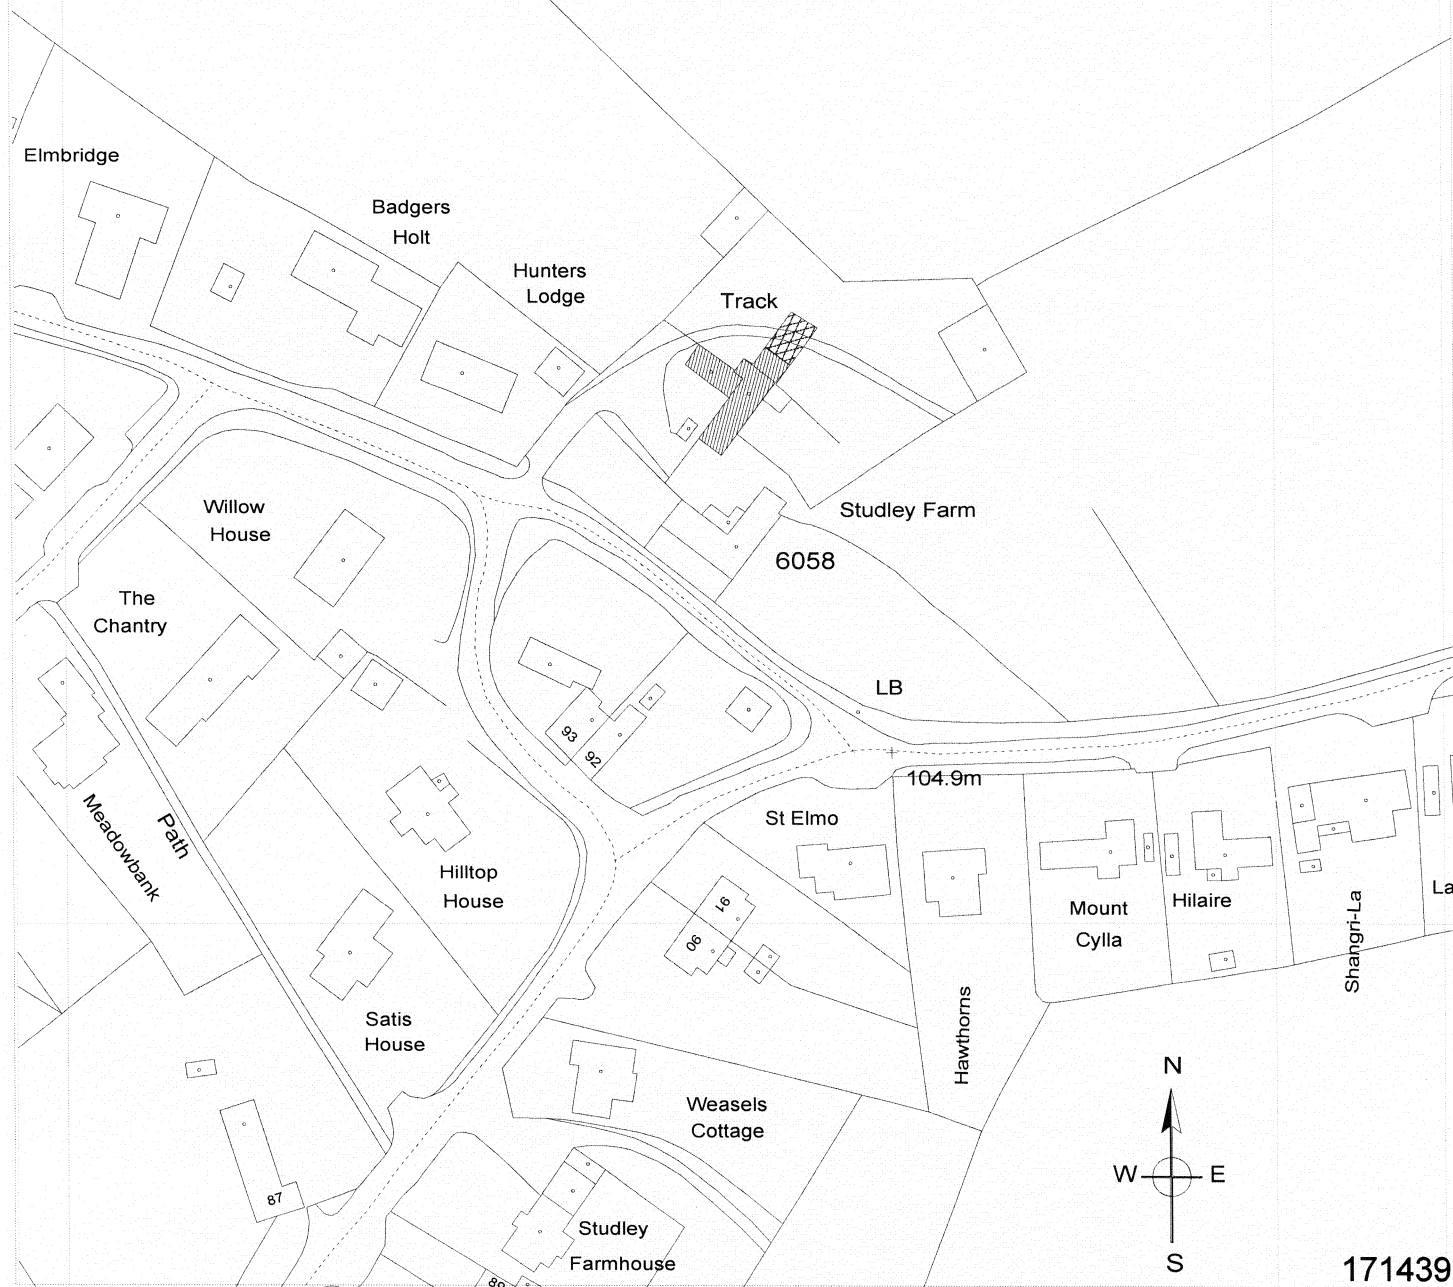 Elmbridge
Badgers
Holt
Hunters
Lodge
Track
Willow
House
Studley Farm
6058
The
Chantry
LB
93
92
104.9m
Meadowbank
Path
St Elmo
Hilltop
House
91
90
Mount
Cylla
Hilaire
Shangri-La
La
Satis
House
Hawthorns
Weasels
Cottage
N
W
E
S
87
Studley
Farmhouse
171439